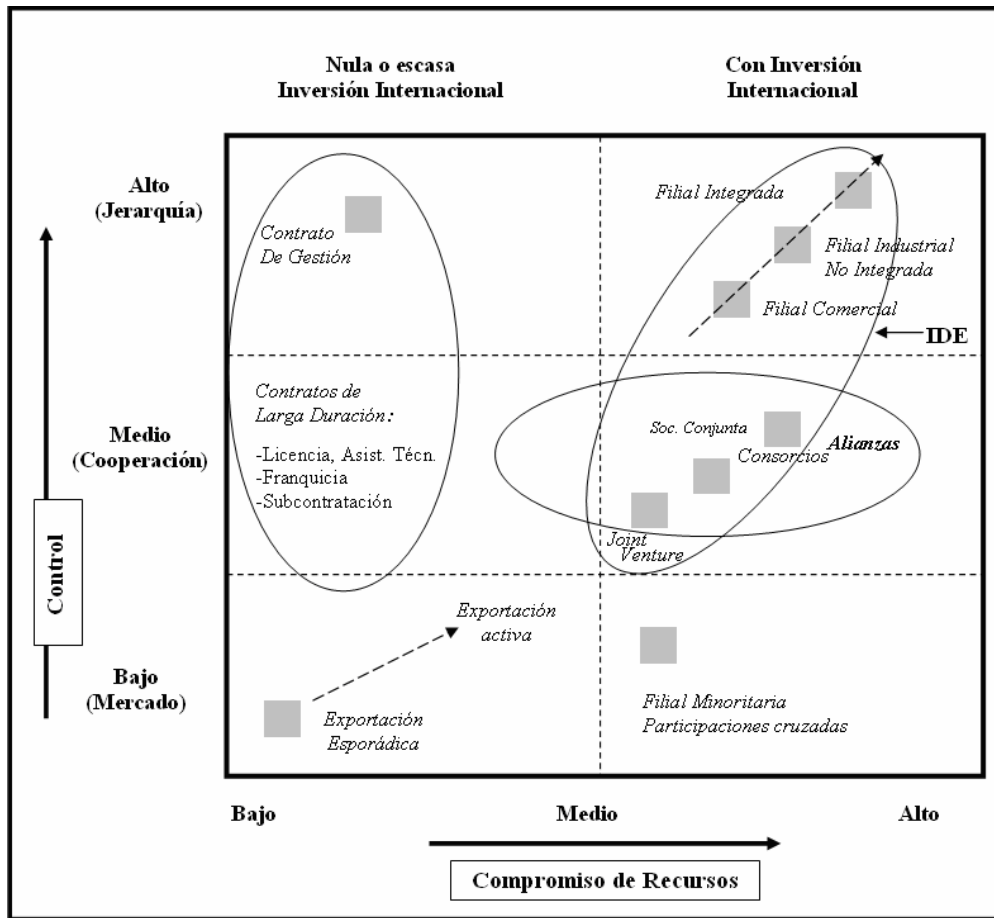 Nula o escasa
Inversión Internacional
Con Inversión
Internacional
Alto
(Jerarquía)
Contrato
De Gestión
Filial Integrada
Filial Industrial
No Integrada
Filial Comercial
IDE
Contratos de
Larga Duración:
-Licencia, Asist. Técn.
-Franquicia
-Subcontratación
Medio
(Cooperación)
Soc. Conjunta
Consorcios
Alianzas
Joint
Venture
Control
Exportación
activa
Bajo
(Mercado)
Exportación
Esporádica
Filial Minoritaria
Participaciones cruzadas
Bajo
Medio
Alto
Compromiso de Recursos